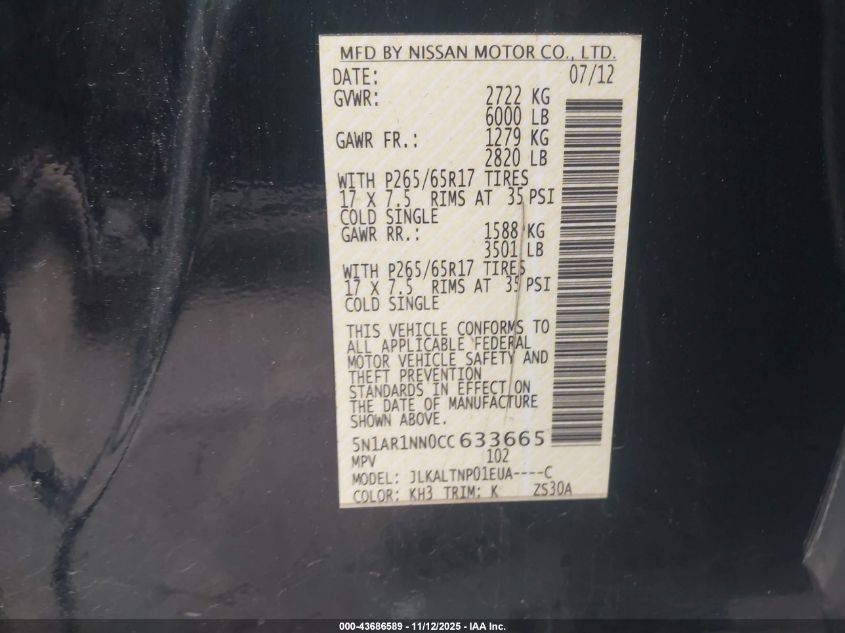 MFD BY NISSAN MOTOR CO., LTD.
DATE: 07/12
GVWR: 2722 KG
6000 LB
GAWR FR.: 1279 KG
2820 LB
WITH P265/65R17 TIRES
17 X 7.5 RIMS AT 35 PSI
COLD SINGLE
GAWR RR.: 1588 KG
3501 LB
WITH P265/65R17 TIRES
17 X 7.5 RIMS AT 35 PSI
COLD SINGLE
THIS VEHICLE CONFORMS TO
ALL APPLICABLE FEDERAL
MOTOR VEHICLE SAFETY AND
THEFT PREVENTION
STANDARDS IN EFFECT ON
THE DATE OF MANUFACTURE
SHOWN ABOVE.
5N1AR1NN0CC633665
MPV 102
MODEL: JLKALTNP01EUA----C
COLOR: KH3 TRIM: K ZS30A
000-43686589 - 11/12/2025 - IAA Inc.